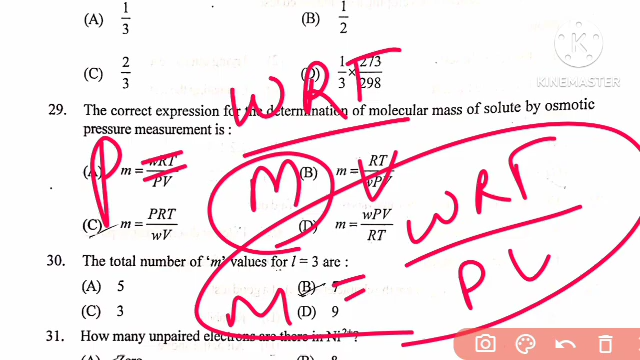 (A) 1/3 (B) 1/2
(C) 2/3 (D) 1/3 × 273/298
KINEMASTER
29. The correct expression for the determination of molecular mass of solute by osmotic
pressure measurement is :
(A) m = wRT/PV (B) m = RT/wPV
(C) m = PRT/wV (D) m = wPV/RT
P = WRT/m V
m = WRT/PV
30. The total number of 'm' values for l = 3 are :
(A) 5 (B) 7
(C) 3 (D) 9
31. How many unpaired electrons are there in Ni²⁺?
(A) Zero (B) 8